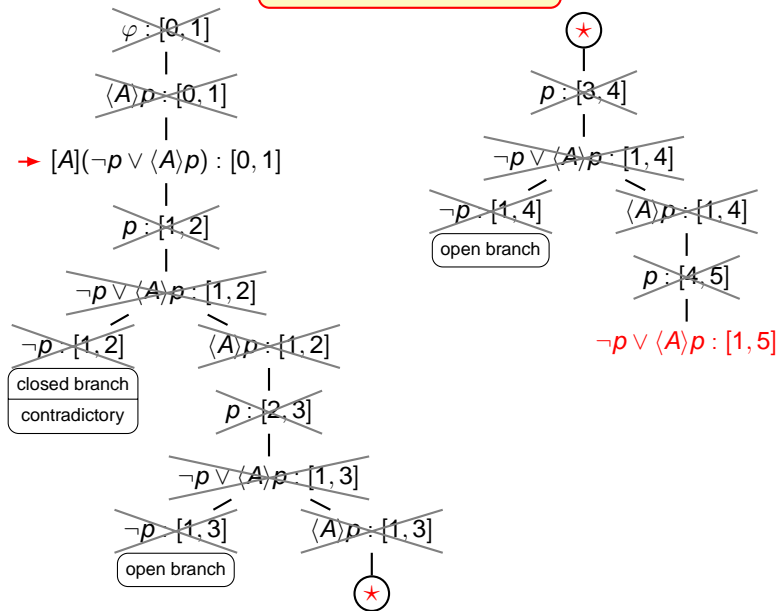 φ : [0, 1]
⟨A⟩p : [0, 1]
[A](¬p ∨ ⟨A⟩p) : [0, 1]
p : [1, 2]
¬p ∨ ⟨A⟩p : [1, 2]
¬p : [1, 2]
closed branch
contradictory
⟨A⟩p : [1, 2]
p : [2, 3]
¬p ∨ ⟨A⟩p : [1, 3]
¬p : [1, 3]
open branch
⟨A⟩p : [1, 3]
⋆
⋆
p : [3, 4]
¬p ∨ ⟨A⟩p : [1, 4]
¬p : [1, 4]
open branch
⟨A⟩p : [1, 4]
p : [4, 5]
¬p ∨ ⟨A⟩p : [1, 5]